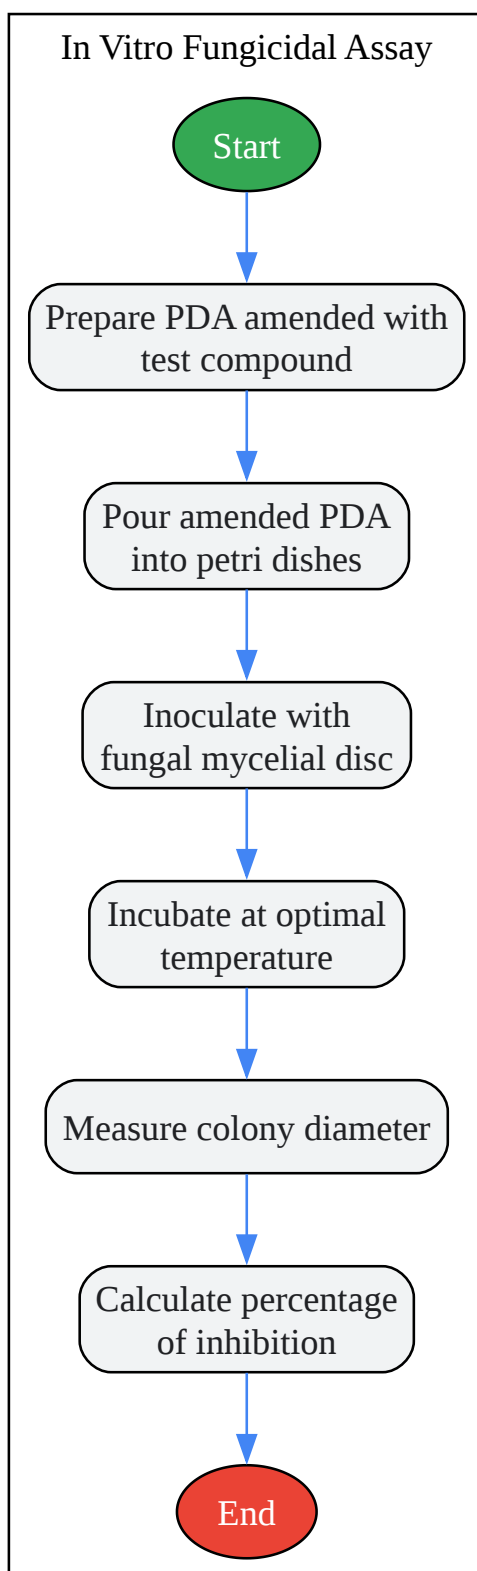 In Vitro Fungicidal Assay
Start
Prepare PDA amended with
test compound
Pour amended PDA
into petri dishes
Inoculate with
fungal mycelial disc
Incubate at optimal
temperature
Measure colony diameter
Calculate percentage
of inhibition
End